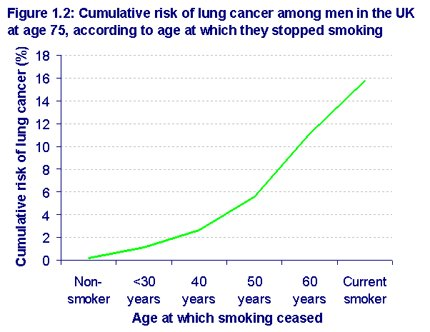 Figure 1.2: Cumulative risk of lung cancer among men in the UK
at age 75, according to age at which they stopped smoking
Cumulative risk of lung cancer (%)
18
16
14
12
10
8
6
4
2
0
Non-
smoker
<30
years
40
years
50
years
60
years
Current
smoker
Age at which smoking ceased